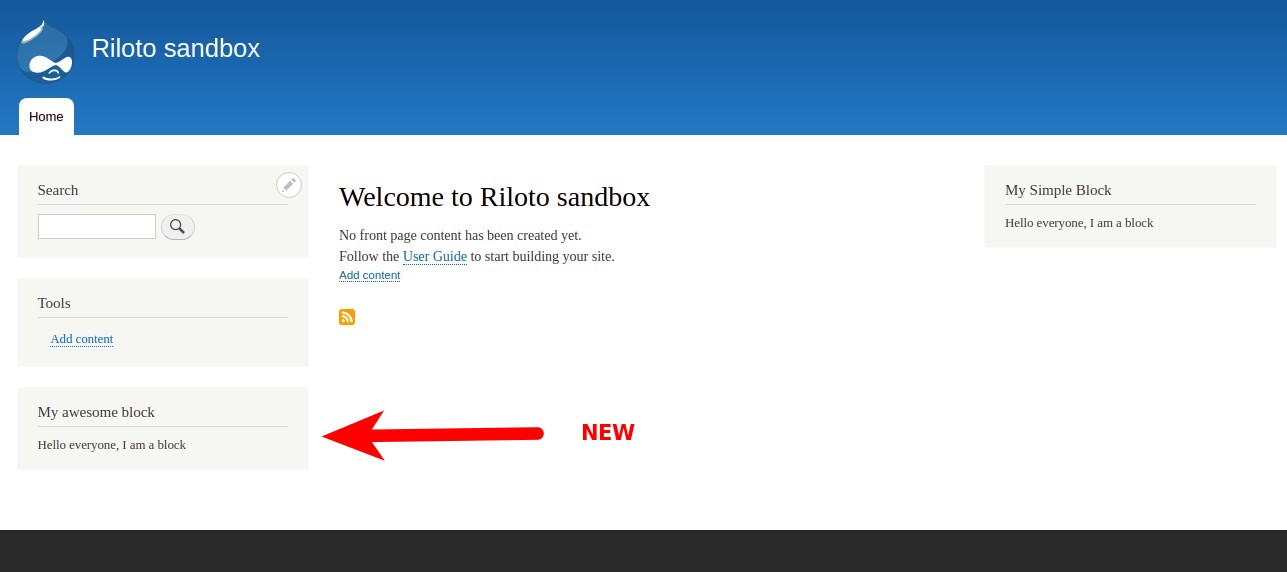 Riloto sandbox
Home
Search
Tools
Add content
My awesome block
Hello everyone, I am a block
Welcome to Riloto sandbox
No front page content has been created yet.
Follow the User Guide to start building your site.
Add content
NEW
My Simple Block
Hello everyone, I am a block